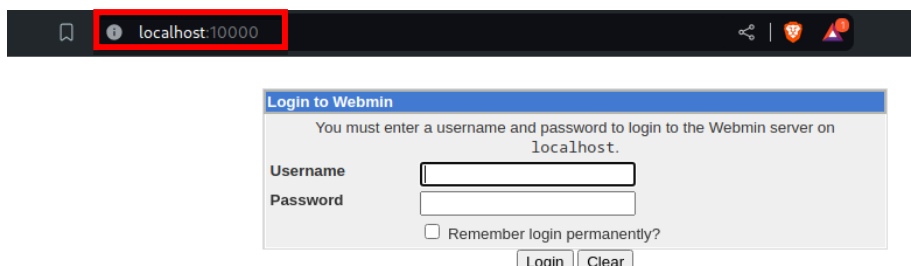 localhost:10000
1
Login to Webmin
You must enter a username and password to login to the Webmin server on
localhost.
Username
Password
Remember login permanently?
Login Clear